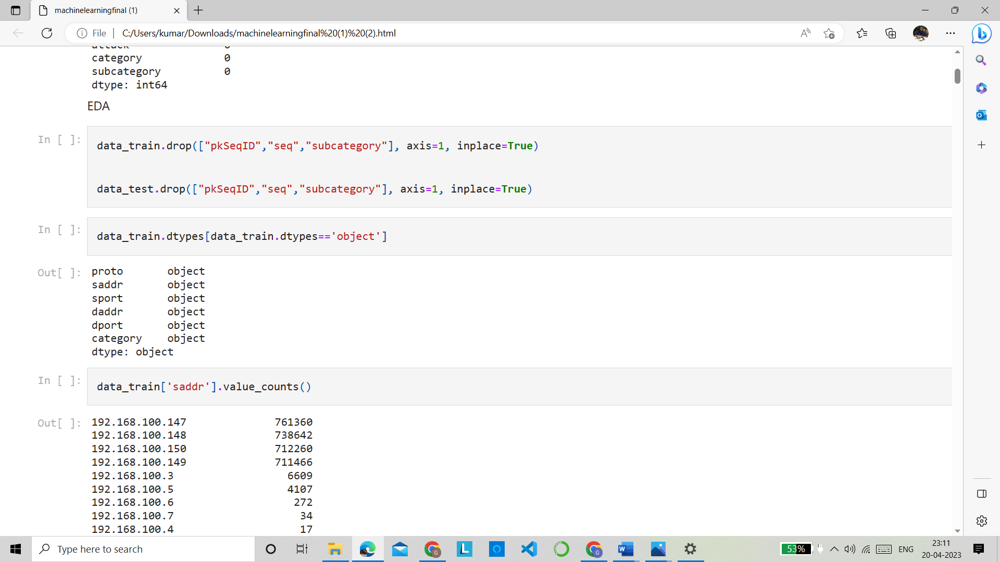 machinelearningfinal (1)
File
C:/Users/kumar/Downloads/machinelearningfinal%20(1)%20(2).html
attack 0
category 0
subcategory 0
dtype: int64
EDA
In [ ]:
data_train.drop(["pkSeqID","seq","subcategory"], axis=1, inplace=True)
data_test.drop(["pkSeqID","seq","subcategory"], axis=1, inplace=True)
In [ ]:
data_train.dtypes[data_train.dtypes=='object']
Out[ ]:
proto object
saddr object
sport object
daddr object
dport object
category object
dtype: object
In [ ]:
data_train['saddr'].value_counts()
Out[ ]:
192.168.100.147 761360
192.168.100.148 738642
192.168.100.150 712260
192.168.100.149 711466
192.168.100.3 6609
192.168.100.5 4107
192.168.100.6 272
192.168.100.7 34
192.168.100.4 17
Type here to search
53%
ENG
23:11
20-04-2023